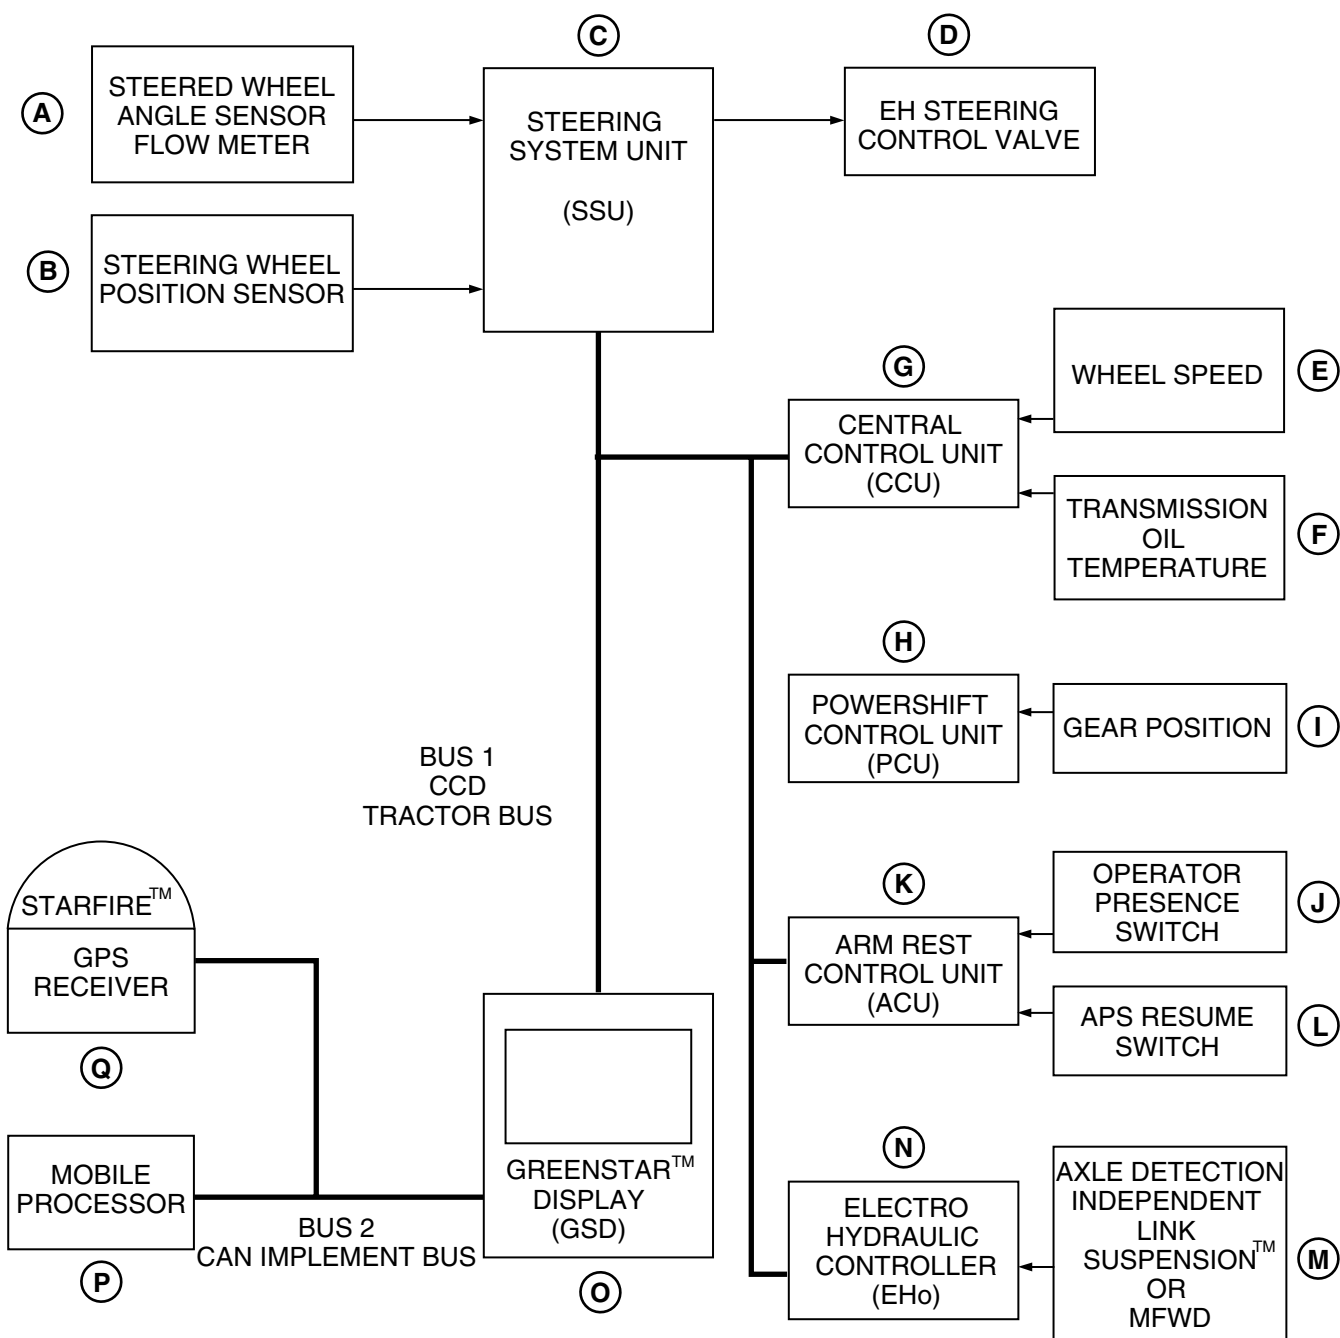 A
STEERED WHEEL
ANGLE SENSOR
FLOW METER
B
STEERING WHEEL
POSITION SENSOR
C
STEERING
SYSTEM UNIT
(SSU)
D
EH STEERING
CONTROL VALVE
G
CENTRAL
CONTROL UNIT
(CCU)
WHEEL SPEED
E
TRANSMISSION
OIL
TEMPERATURE
F
H
POWERSHIFT
CONTROL UNIT
(PCU)
GEAR POSITION
I
BUS 1
CCD
TRACTOR BUS
K
ARM REST
CONTROL UNIT
(ACU)
OPERATOR
PRESENCE
SWITCH
J
APS RESUME
SWITCH
L
STARFIRE™
GPS
RECEIVER
Q
MOBILE
PROCESSOR
P
BUS 2
CAN IMPLEMENT BUS
GREENSTAR™
DISPLAY
(GSD)
O
N
ELECTRO
HYDRAULIC
CONTROLLER
(EHo)
AXLE DETECTION
INDEPENDENT
LINK
SUSPENSION™
OR
MFWD
M